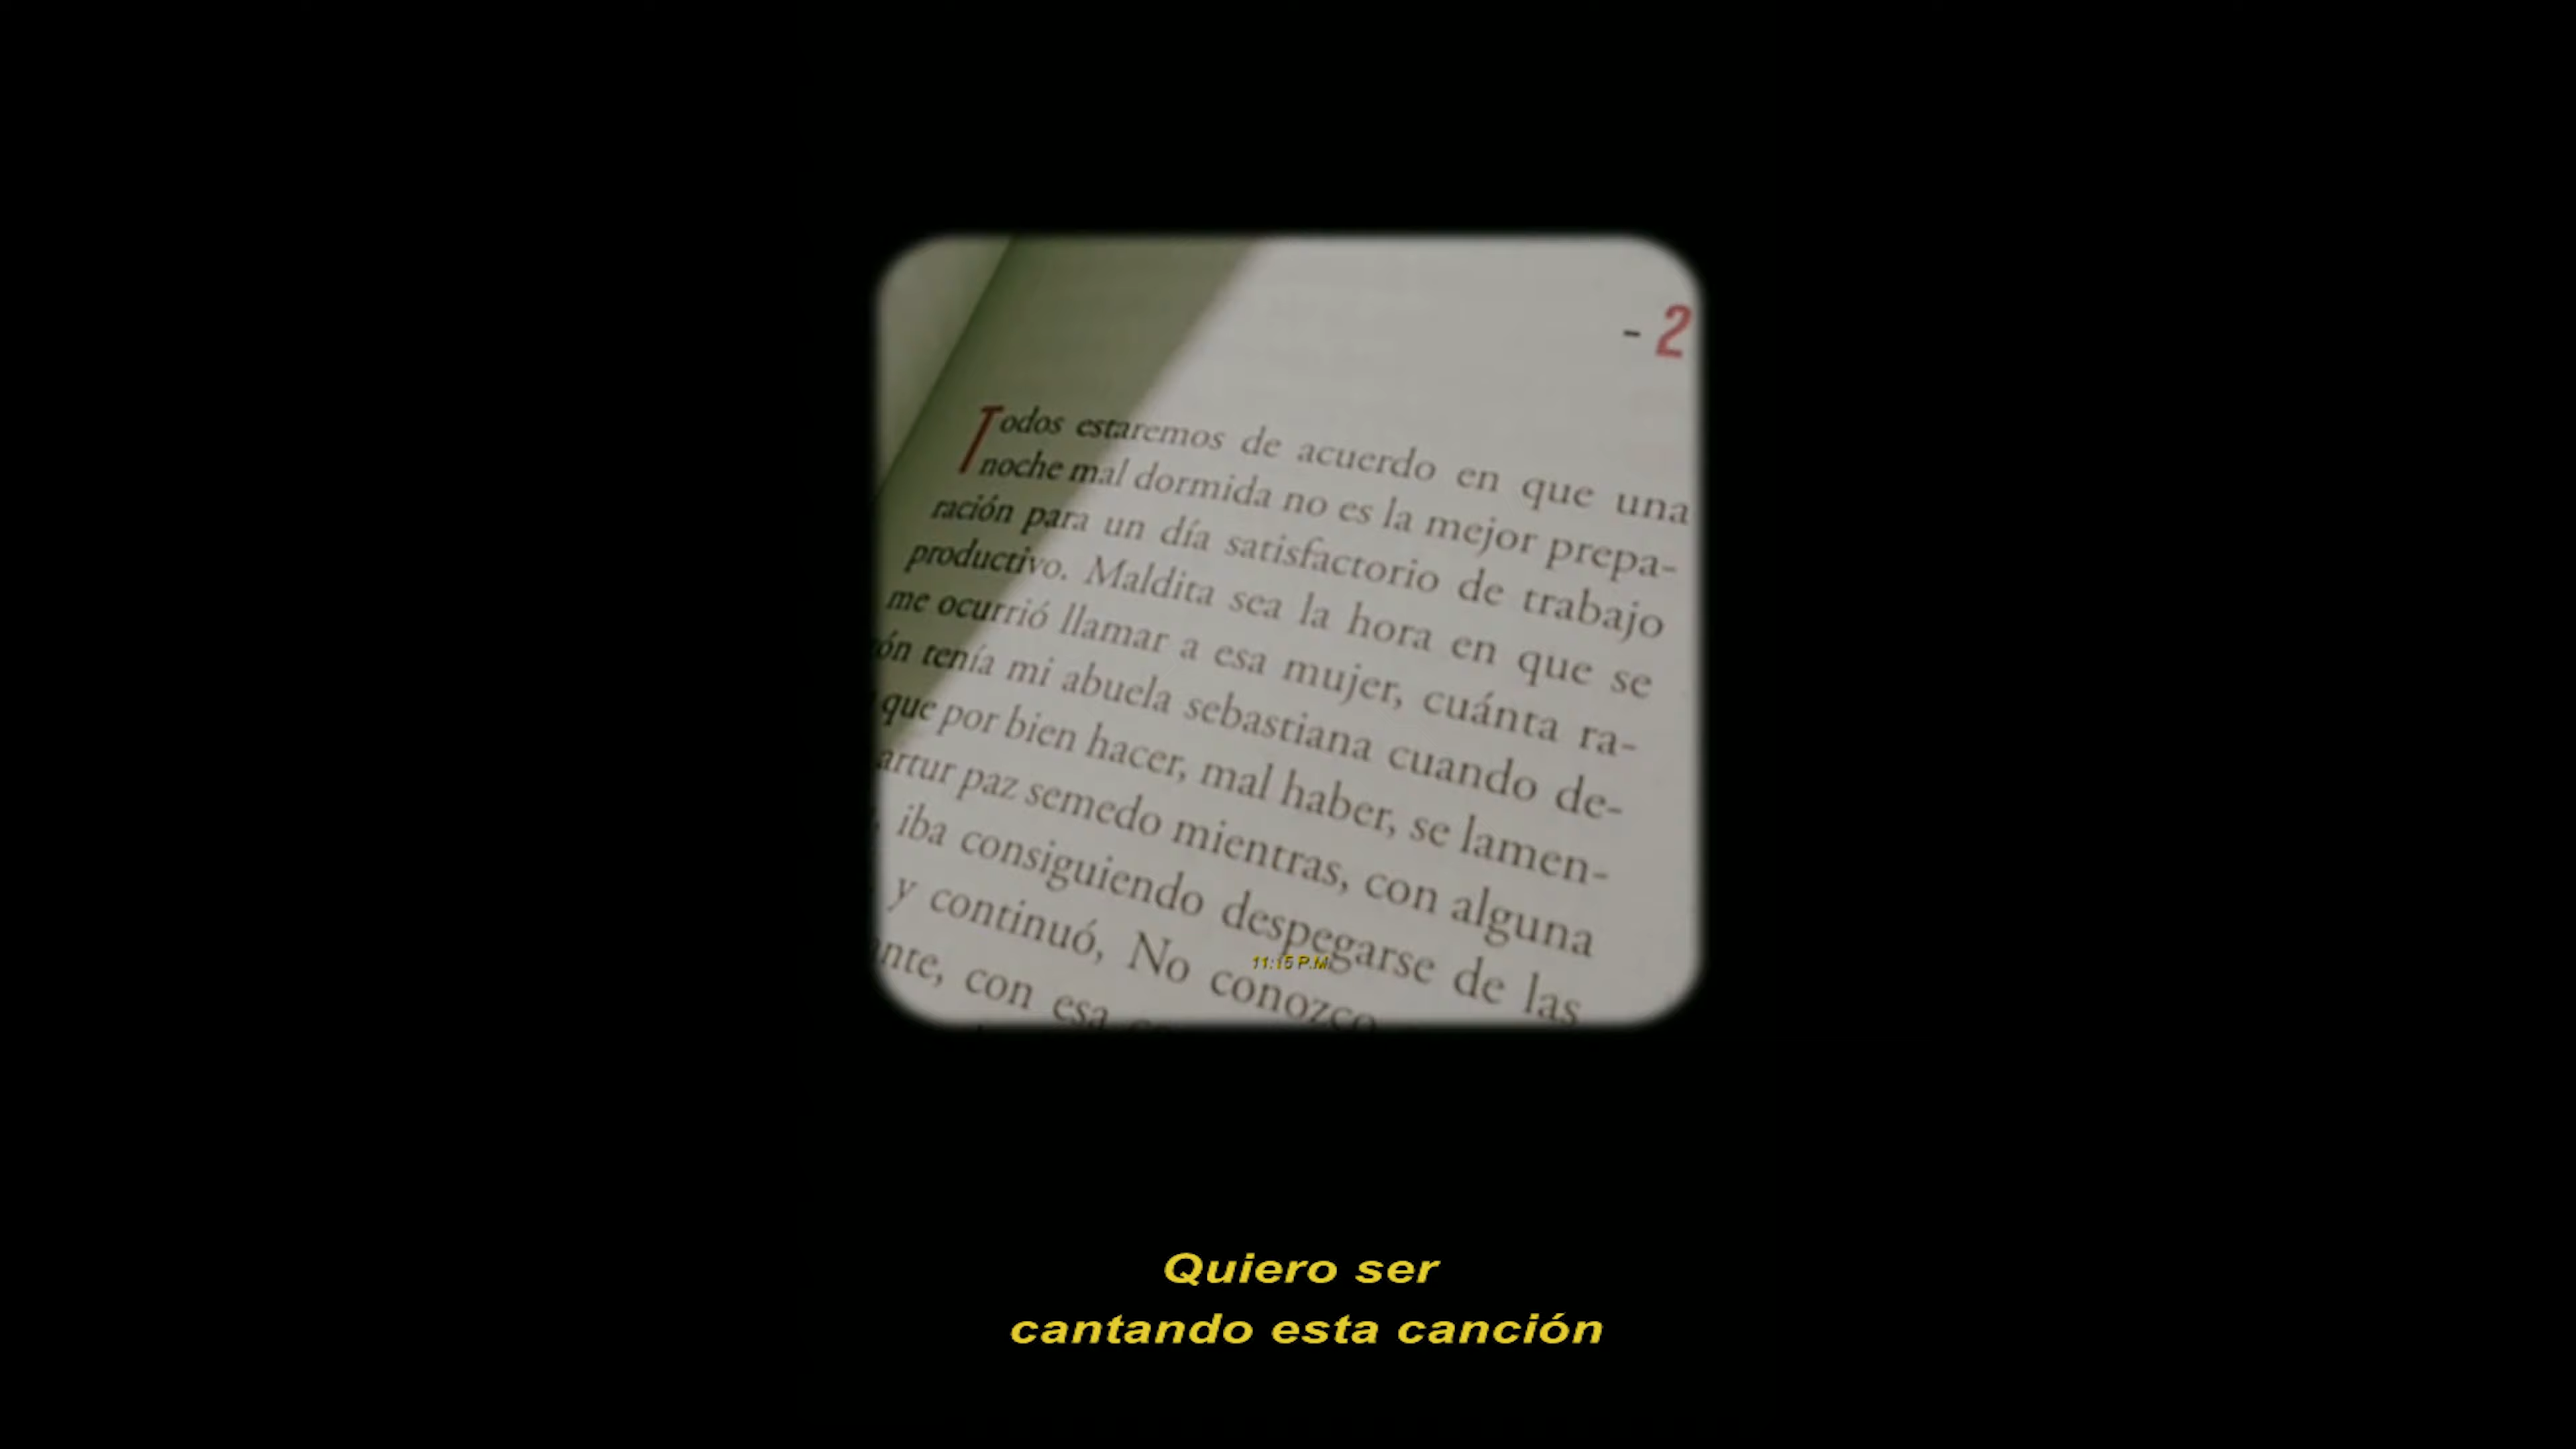 - 2
Todos estaremos de acuerdo en que una
noche mal dormida no es la mejor prepa-
ración para un día satisfactorio de trabajo
productivo. Maldita sea la hora en que se
me ocurrió llamar a esa mujer, cuánta ra-
ón tenía mi abuela sebastiana cuando de-
que por bien hacer, mal haber, se lamen-
artur paz semedo mientras, con alguna
iba consiguiendo despegarse de las
y continuó, No conozco
nte, con esa
11:15 P.M
Quiero ser
cantando esta canción